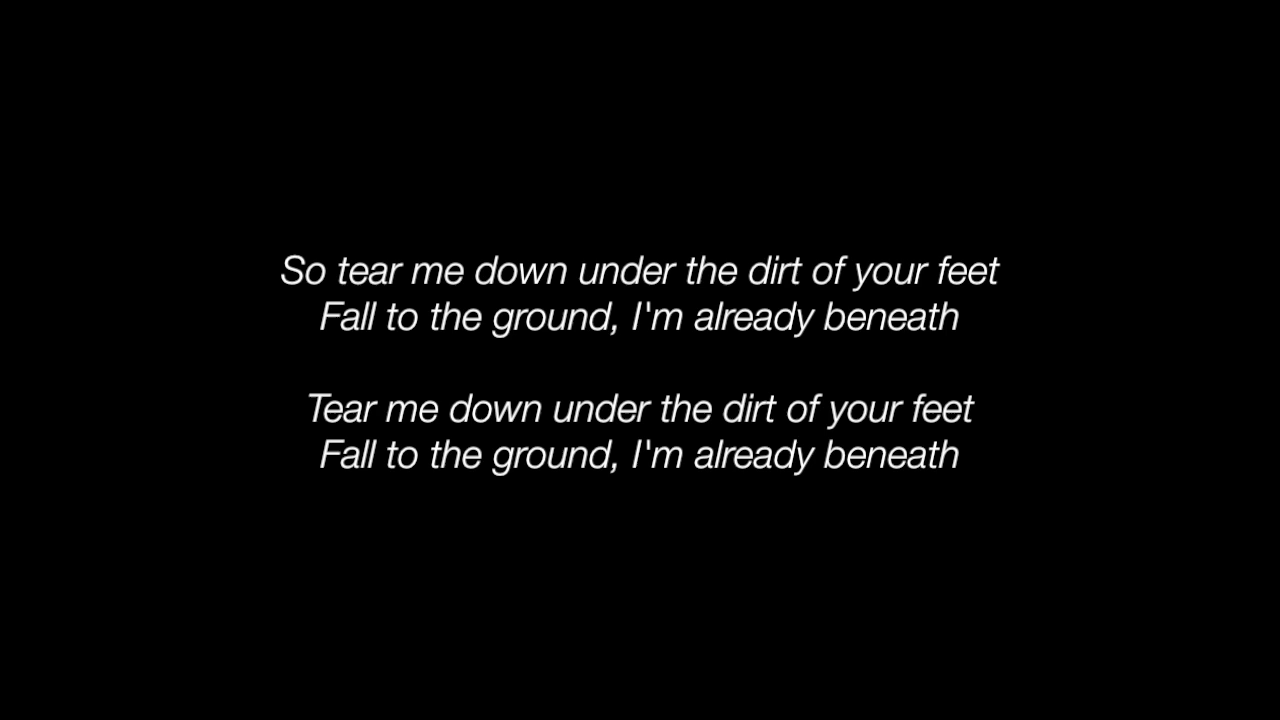 So tear me down under the dirt of your feet
Fall to the ground, I'm already beneath
Tear me down under the dirt of your feet
Fall to the ground, I'm already beneath